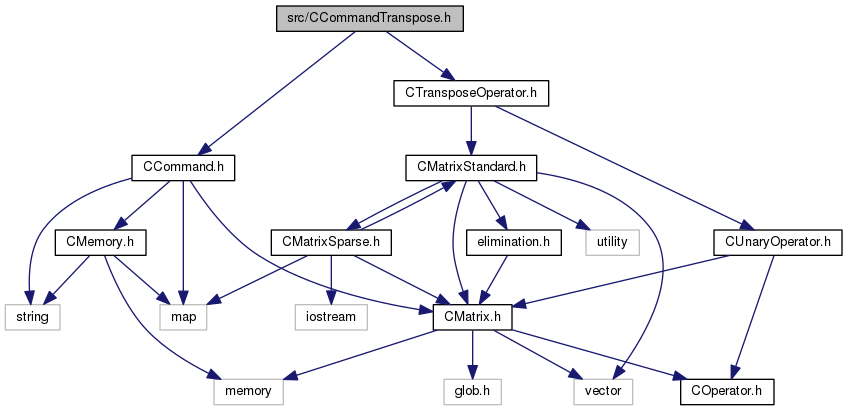 src/CCommandTranspose.h
CTransposeOperator.h
CCommand.h
CMatrixStandard.h
CMemory.h
CMatrixSparse.h
elimination.h
utility
CUnaryOperator.h
string
map
iostream
CMatrix.h
memory
glob.h
vector
COperator.h